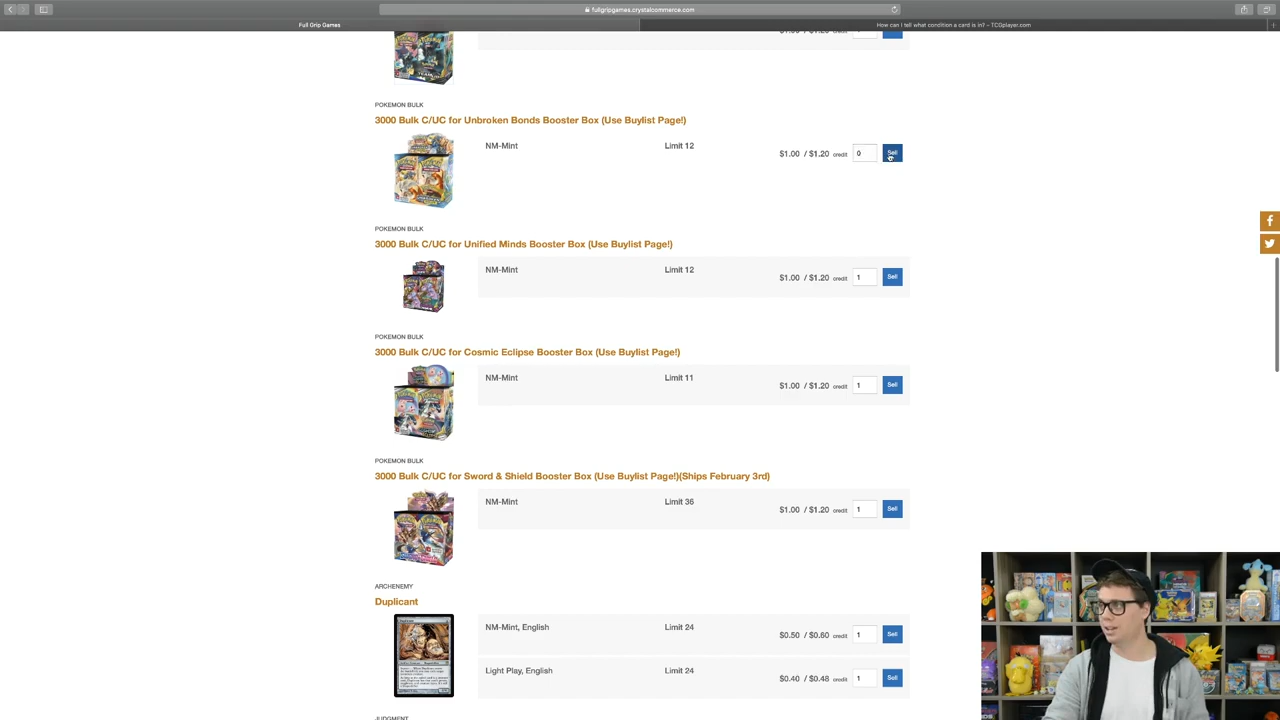 fullgripgames.crystalcommerce.com
Full Grip Games
How can I tell what condition a card is in? – TCGplayer.com
$1.00 / $1.20 credit
POKEMON BULK
3000 Bulk C/UC for Unbroken Bonds Booster Box (Use Buylist Page!)
NM-Mint Limit 12 $1.00 / $1.20 credit 0 Sell
POKEMON BULK
3000 Bulk C/UC for Unified Minds Booster Box (Use Buylist Page!)
NM-Mint Limit 12 $1.00 / $1.20 credit 1 Sell
POKEMON BULK
3000 Bulk C/UC for Cosmic Eclipse Booster Box (Use Buylist Page!)
NM-Mint Limit 11 $1.00 / $1.20 credit 1 Sell
POKEMON BULK
3000 Bulk C/UC for Sword & Shield Booster Box (Use Buylist Page!)(Ships February 3rd)
NM-Mint Limit 36 $1.00 / $1.20 credit 1 Sell
ARCHENEMY
Duplicant
NM-Mint, English Limit 24 $0.50 / $0.60 credit 1 Sell
Light Play, English Limit 24 $0.40 / $0.48 credit 1 Sell
JUDGMENT